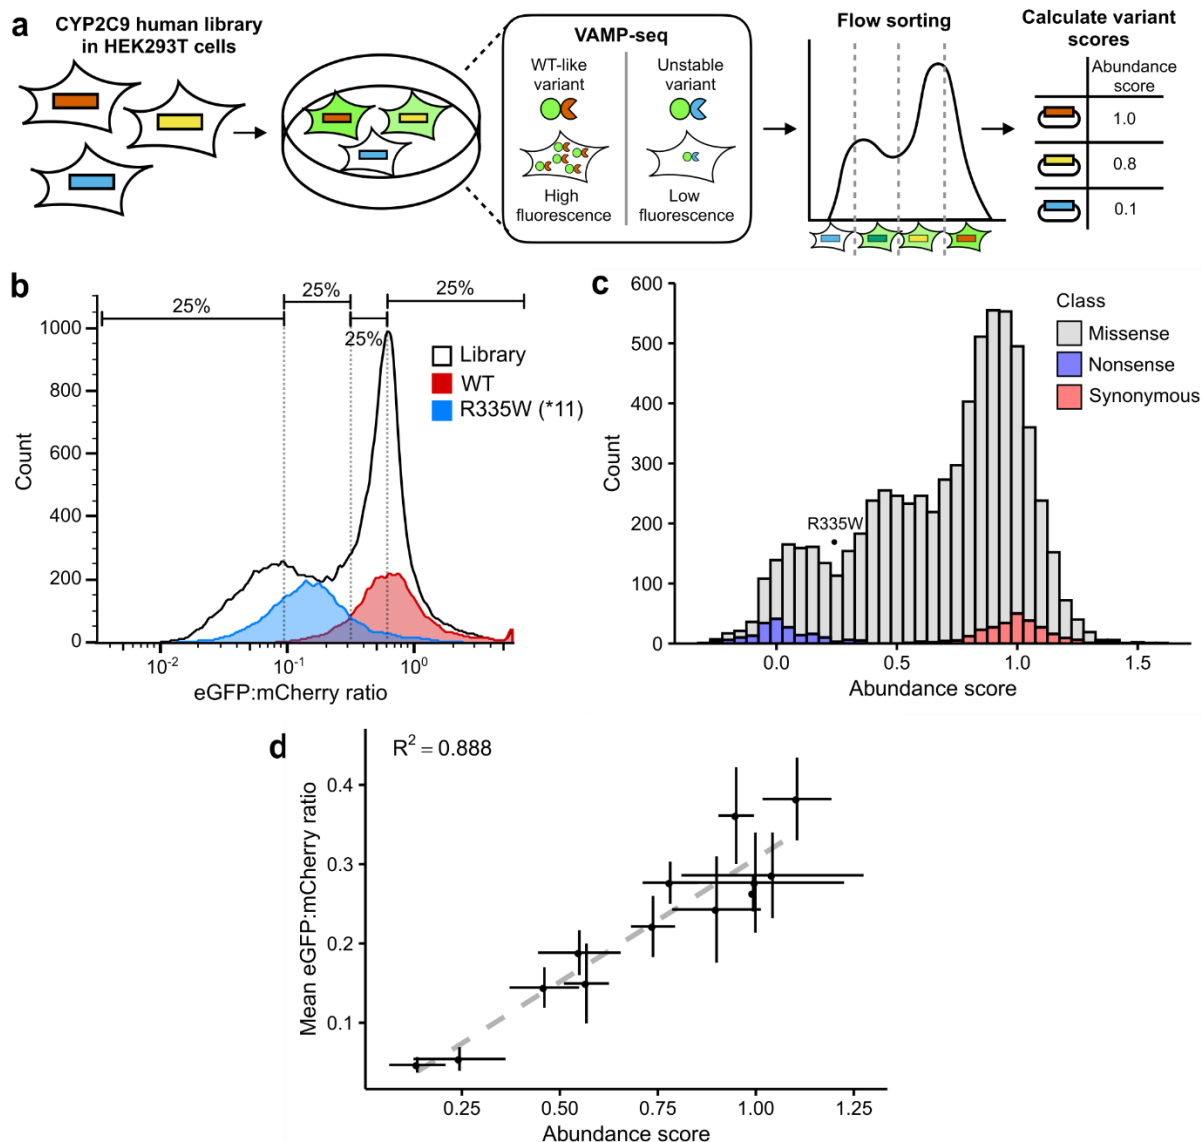 a
CYP2C9 human library
in HEK293T cells
VAMP-seq
WT-like
variant
Unstable
variant
High
fluorescence
Low
fluorescence
Flow sorting
Calculate variant
scores
Abundance
score
1.0
0.8
0.1
b
25%
25%
25%
25%
1000
800
600
400
200
0
Count
10-2
10-1
100
eGFP:mCherry ratio
Library
WT
R335W (*11)
c
600
500
400
300
200
100
0
Count
R335W
0.0
0.5
1.0
1.5
Abundance score
Class
Missense
Nonsense
Synonymous
d
R2 = 0.888
0.4
0.3
0.2
0.1
Mean eGFP:mCherry ratio
0.25
0.50
0.75
1.00
1.25
Abundance score